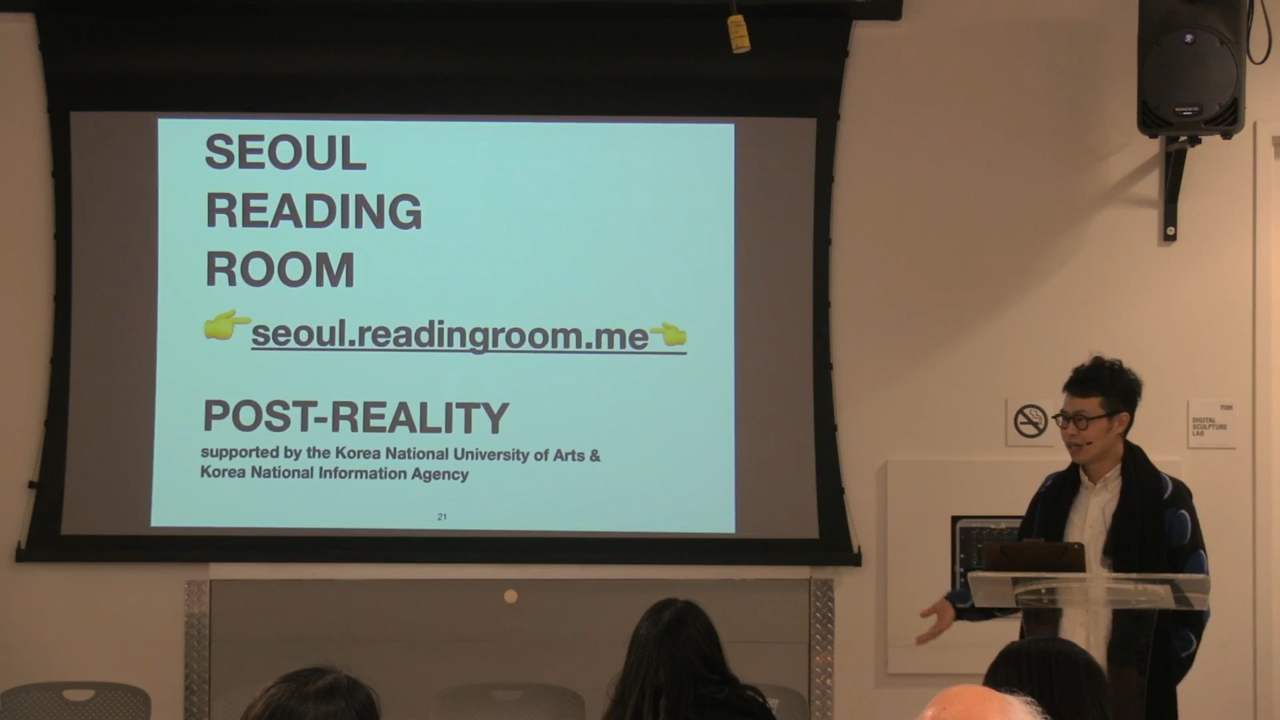 SEOUL
READING
ROOM
👉seoul.readingroom.me👈
POST-REALITY
supported by the Korea National University of Arts &
Korea National Information Agency
21
DIGITAL
SCULPTURE
LAB